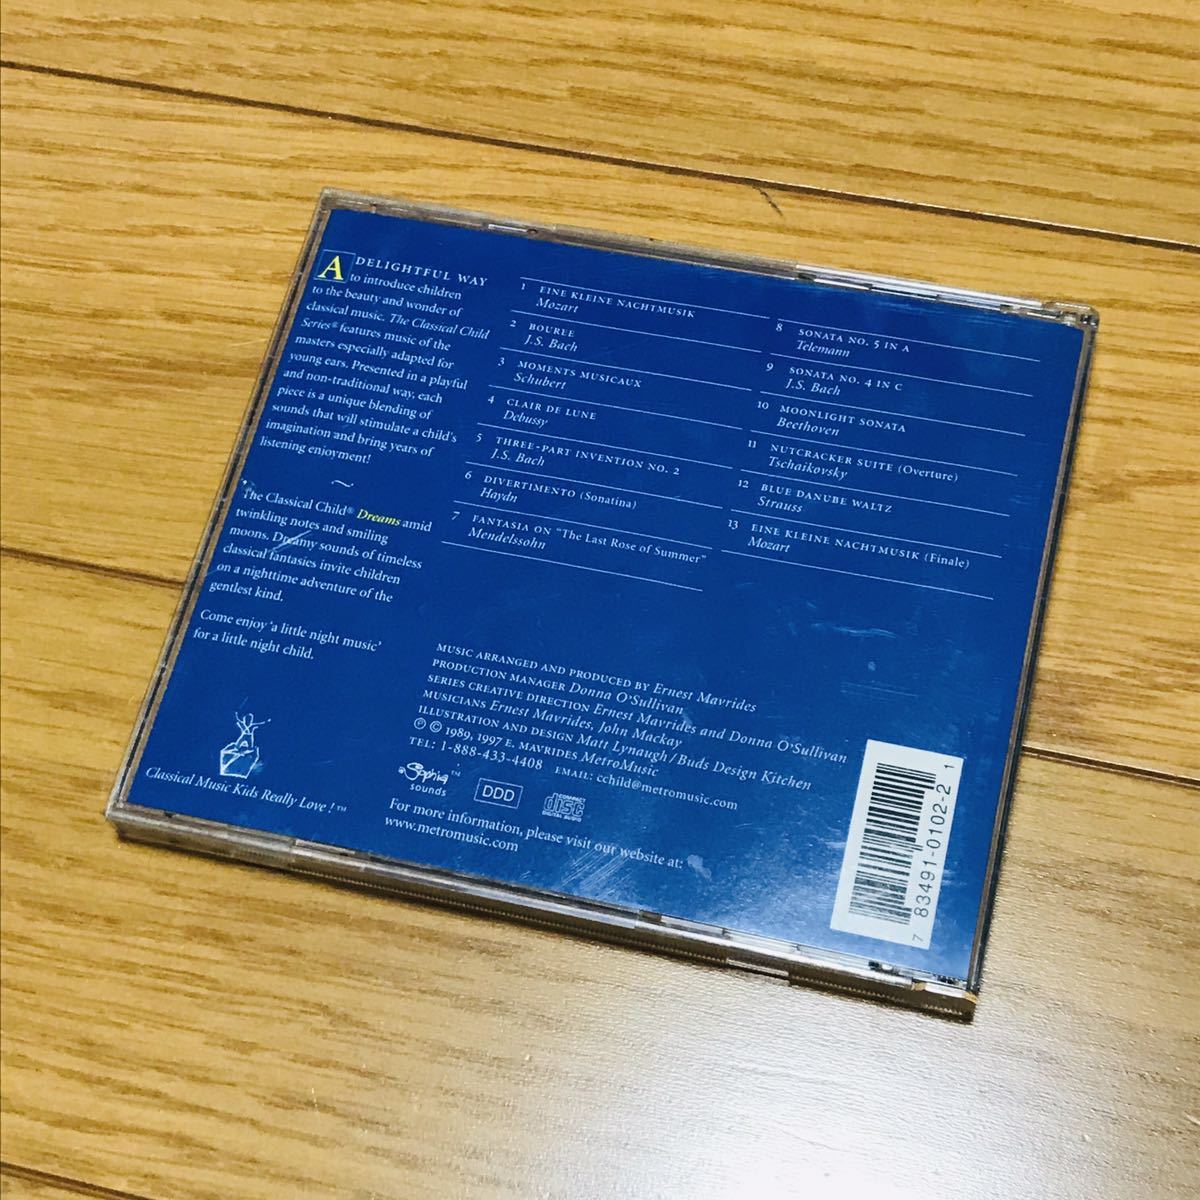 A DELIGHTFUL WAY
to introduce children
to the beauty and wonder of
classical music. The Classical Child
Series® features music of the
masters especially adapted for
young ears. Presented in a playful
and non-traditional way, each
piece is a unique blending of
sounds that will stimulate a child's
imagination and bring years of
listening enjoyment!
~
The Classical Child® Dreams amid
twinkling notes and smiling
moons. Dreamy sounds of timeless
classical fantasies invite children
on a nighttime adventure of the
gentlest kind.
Come enjoy 'a little night music'
for a little night child.
Classical Music Kids Really Love!™
1 EINE KLEINE NACHTMUSIK
Mozart
2 BOUREE
J.S. Bach
3 MOMENTS MUSICAUX
Schubert
4 CLAIR DE LUNE
Debussy
5 THREE-PART INVENTION NO. 2
J.S. Bach
6 DIVERTIMENTO (Sonatina)
Haydn
7 FANTASIA ON "The Last Rose of Summer"
Mendelssohn
8 SONATA NO. 5 IN A
Telemann
9 SONATA NO. 4 IN C
J.S. Bach
10 MOONLIGHT SONATA
Beethoven
11 NUTCRACKER SUITE (Overture)
Tschaikovsky
12 BLUE DANUBE WALTZ
Strauss
13 EINE KLEINE NACHTMUSIK (Finale)
Mozart
MUSIC ARRANGED AND PRODUCED BY Ernest Mavrides
PRODUCTION MANAGER Donna O'Sullivan
SERIES CREATIVE DIRECTION Ernest Mavrides and Donna O'Sullivan
MUSICIANS Ernest Mavrides, John Mackay
ILLUSTRATION AND DESIGN Matt Lynaugh/Buds Design Kitchen
℗ © 1989, 1997 E. MAVRIDES MetroMusic
TEL: 1-888-433-4408 EMAIL: cchild@metromusic.com
Sophia™
sounds
DDD
COMPACT
disc
DIGITAL AUDIO
For more information, please visit our website at:
www.metromusic.com
7 83491-0102-2 1